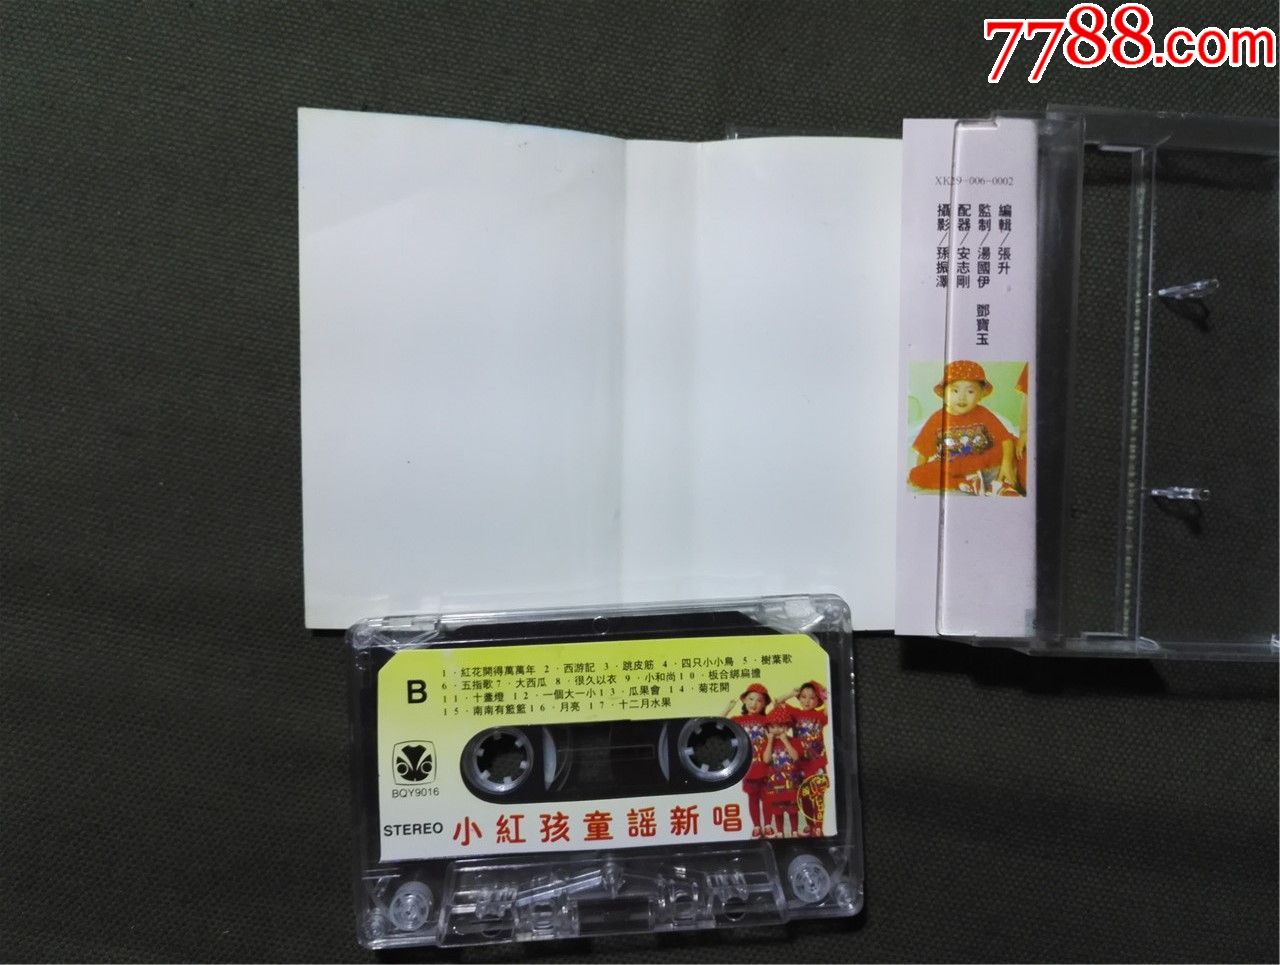 7788.com
XK29-006-0002
編輯/張升
監制/湯國伊 鄧寶玉
配器/安志剛
攝影/孫振澤
B
1·紅花開得萬萬年 2·西游記 3·跳皮筋 4·四只小小鳥 5·樹葉歌
6·五指歌 7·大西瓜 8·很久以衣 9·小和尚 10·板合綁扁擔
11·十盞燈 12·一個大一小 13·瓜果會 14·菊花開
15·南南有籃籃 16·月亮 17·十二月水果
BQY9016
STEREO 小紅孩童謡新唱